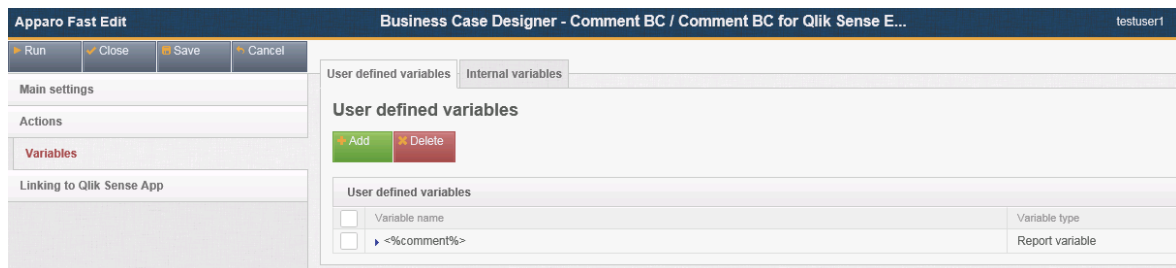 Apparo Fast Edit
Business Case Designer - Comment BC / Comment BC for Qlik Sense E...
testuser1
Run
Close
Save
Cancel
Main settings
Actions
Variables
Linking to Qlik Sense App
User defined variables
Internal variables
User defined variables
Add
Delete
User defined variables
Variable name
Variable type
<%comment%>
Report variable